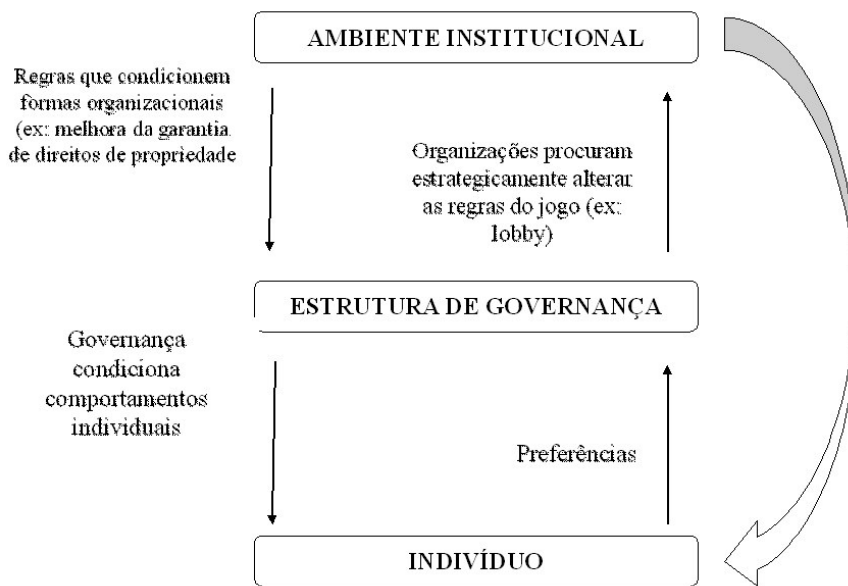 AMBIENTE INSTITUCIONAL
Regras que condicionem
formas organizacionais
(ex: melhora da garantia
de direitos de propriedade
Organizações procuram
estrategicamente alterar
as regras do jogo (ex:
lobby)
ESTRUTURA DE GOVERNANÇA
Governança
condiciona
comportamentos
individuais
Preferências
INDIVÍDUO